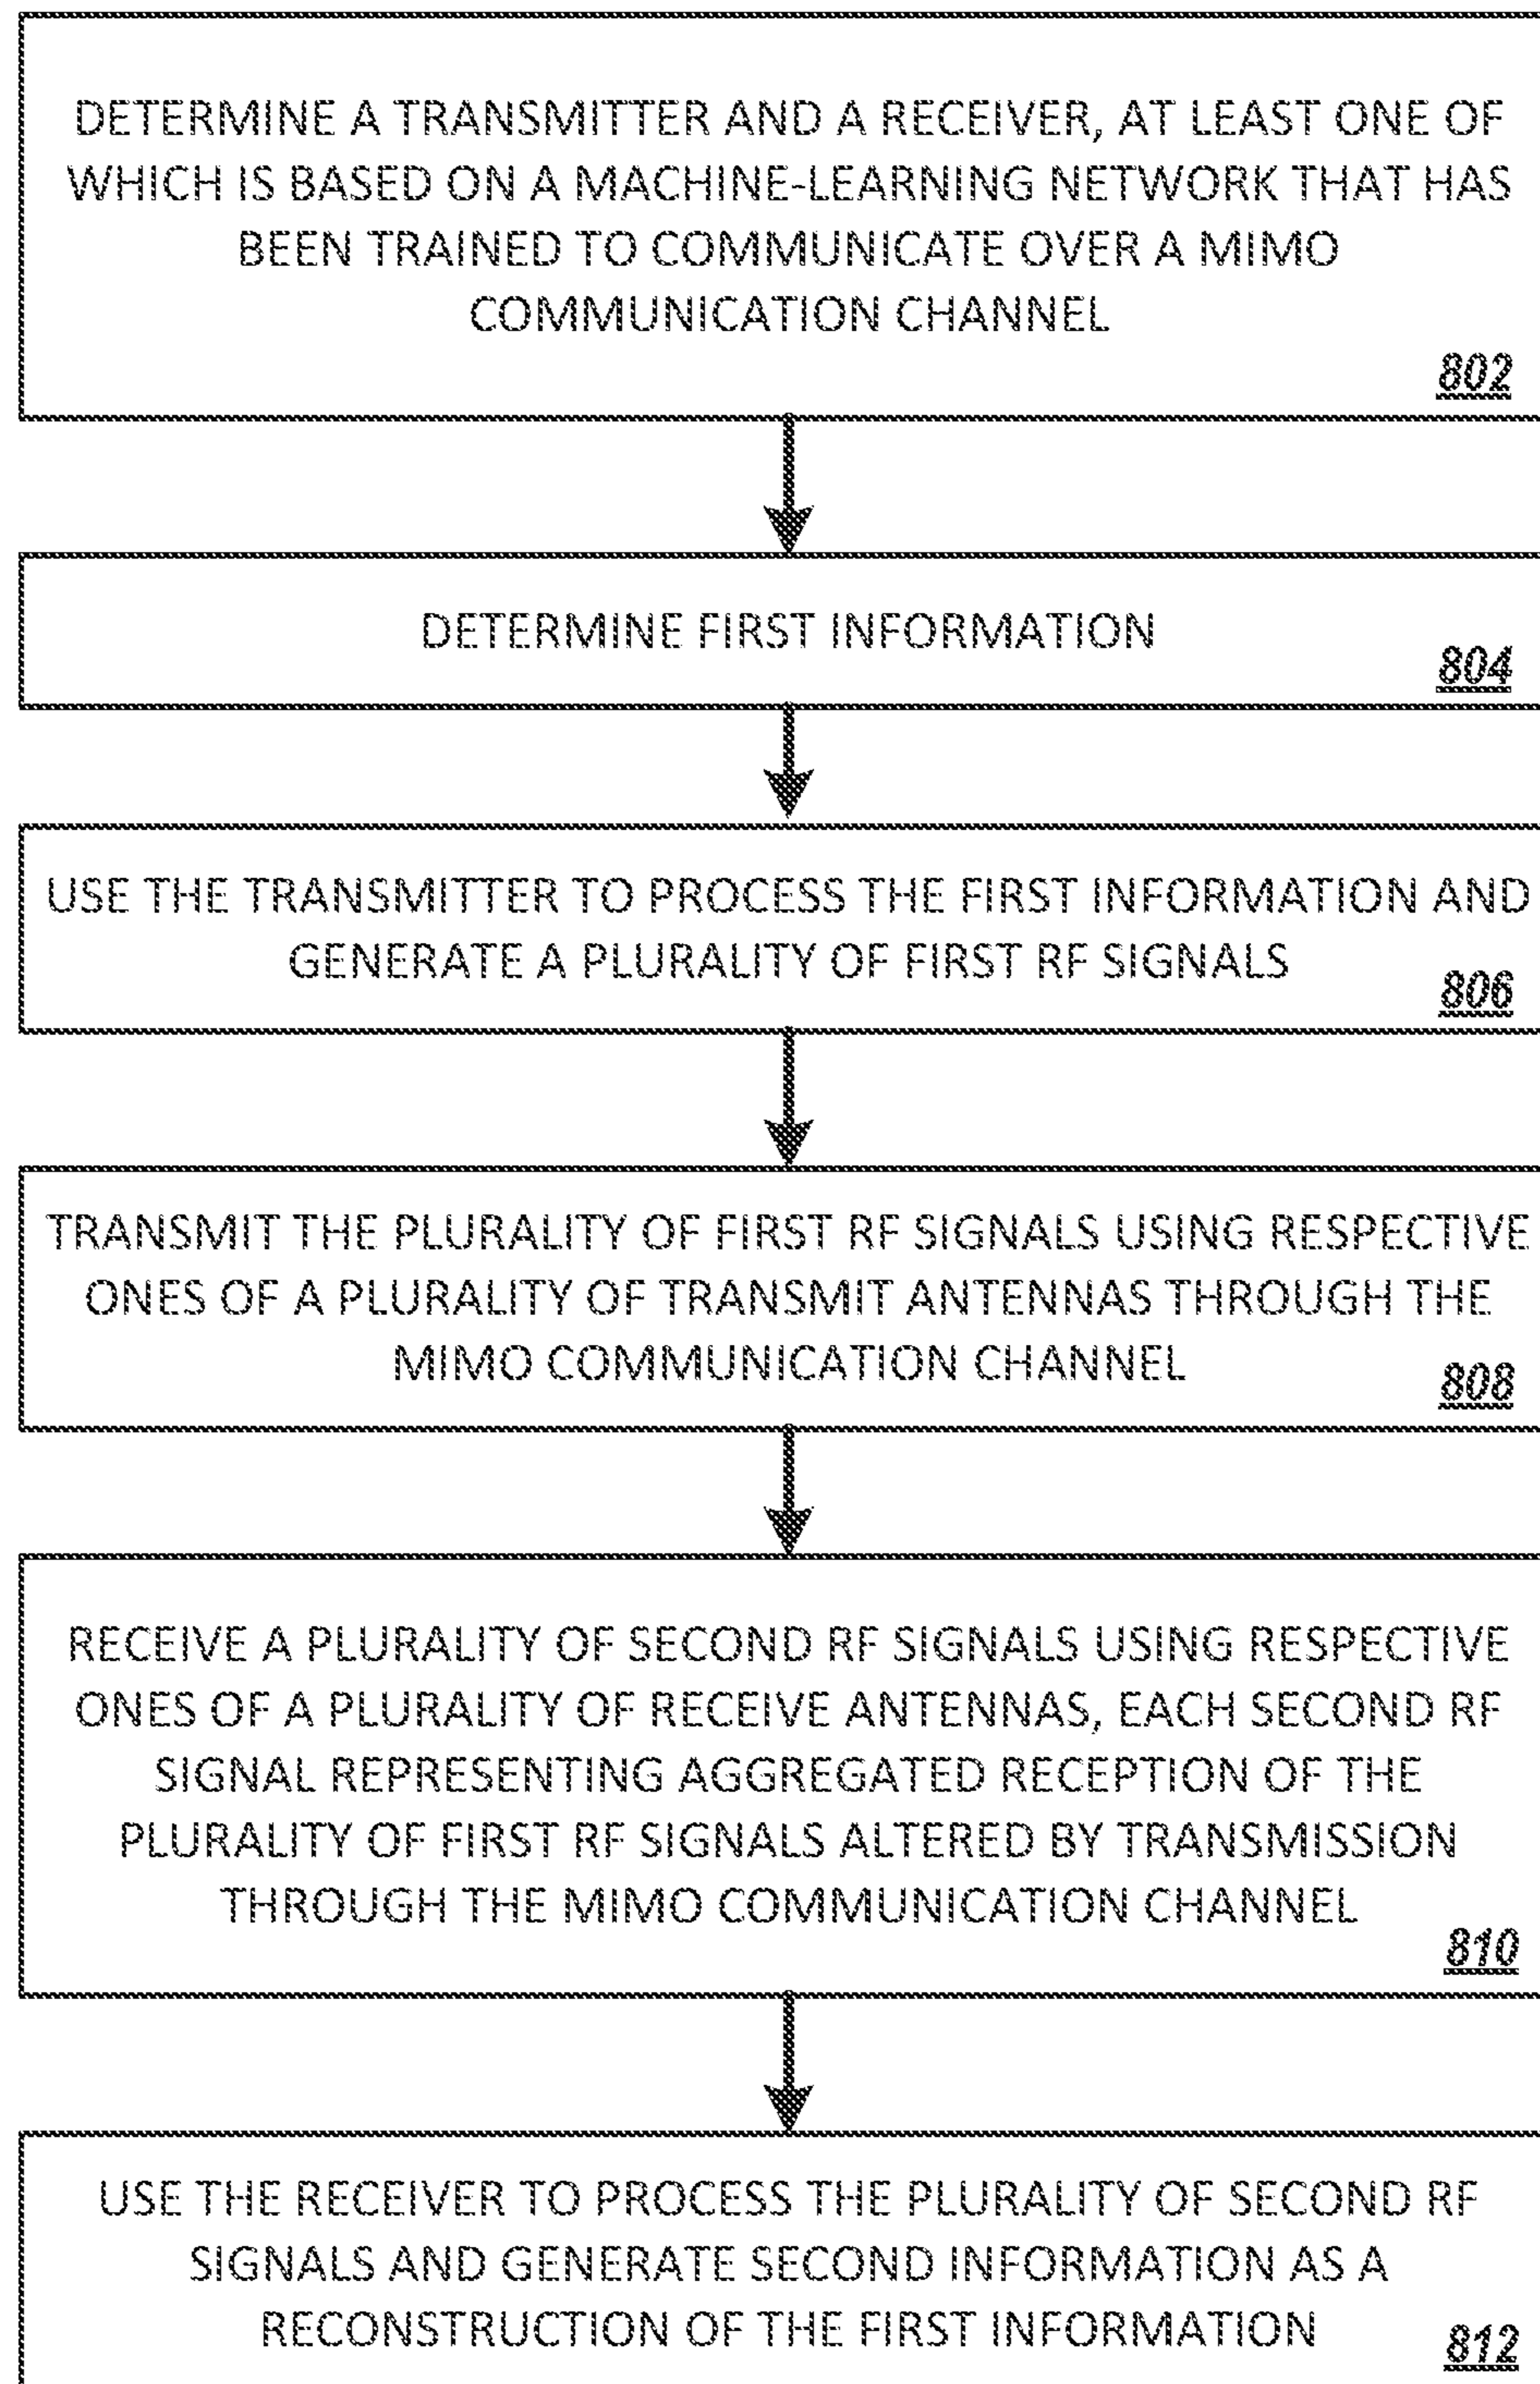 DETERMINE A TRANSMITTER AND A RECEIVER, AT LEAST ONE OF
WHICH IS BASED ON A MACHINE-LEARNING NETWORK THAT HAS
BEEN TRAINED TO COMMUNICATE OVER A MIMO
COMMUNICATION CHANNEL
802
DETERMINE FIRST INFORMATION
804
USE THE TRANSMITTER TO PROCESS THE FIRST INFORMATION AND
GENERATE A PLURALITY OF FIRST RF SIGNALS
806
TRANSMIT THE PLURALITY OF FIRST RF SIGNALS USING RESPECTIVE
ONES OF A PLURALITY OF TRANSMIT ANTENNAS THROUGH THE
MIMO COMMUNICATION CHANNEL
808
RECEIVE A PLURALITY OF SECOND RF SIGNALS USING RESPECTIVE
ONES OF A PLURALITY OF RECEIVE ANTENNAS, EACH SECOND RF
SIGNAL REPRESENTING AGGREGATED RECEPTION OF THE
PLURALITY OF FIRST RF SIGNALS ALTERED BY TRANSMISSION
THROUGH THE MIMO COMMUNICATION CHANNEL
810
USE THE RECEIVER TO PROCESS THE PLURALITY OF SECOND RF
SIGNALS AND GENERATE SECOND INFORMATION AS A
RECONSTRUCTION OF THE FIRST INFORMATION
812